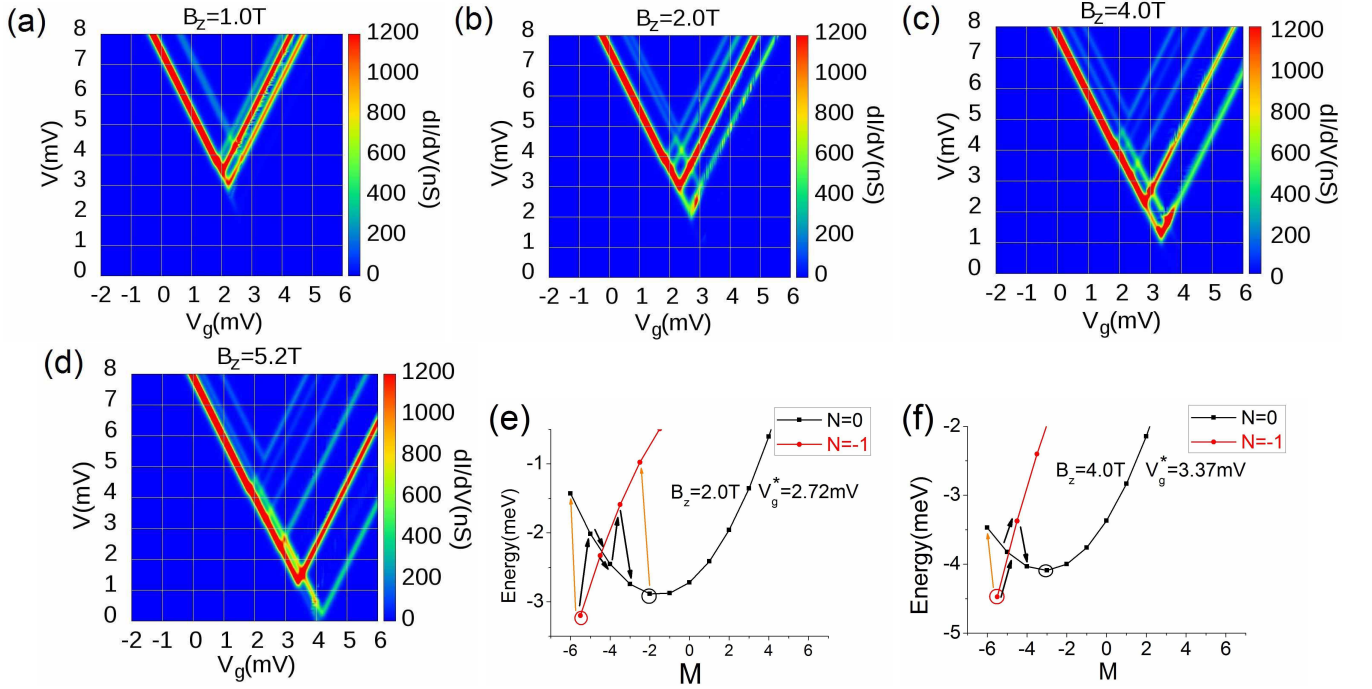 (a)
B_z=1.0T
V(mV)
8
7
6
5
4
3
2
1
0
-2 -1 0 1 2 3 4 5 6
V_g(mV)
1200
1000
800
600
400
200
0
dI/dV(nS)
(b)
B_z=2.0T
V(mV)
8
7
6
5
4
3
2
1
0
-2 -1 0 1 2 3 4 5 6
V_g(mV)
1200
1000
800
600
400
200
0
dI/dV(nS)
(c)
B_z=4.0T
V(mV)
8
7
6
5
4
3
2
1
0
-2 -1 0 1 2 3 4 5 6
V_g(mV)
1200
1000
800
600
400
200
0
dI/dV(nS)
(d)
B_z=5.2T
V(mV)
8
7
6
5
4
3
2
1
0
-2 -1 0 1 2 3 4 5 6
V_g(mV)
1200
1000
800
600
400
200
0
dI/dV(nS)
(e)
N=0
N=-1
B_z=2.0T V_g^*=2.72mV
Energy(meV)
-1
-2
-3
-6 -4 -2 0 2 4
M
(f)
N=0
N=-1
B_z=4.0T V_g^*=3.37mV
Energy(meV)
-2
-3
-4
-5
-6 -4 -2 0 2 4
M